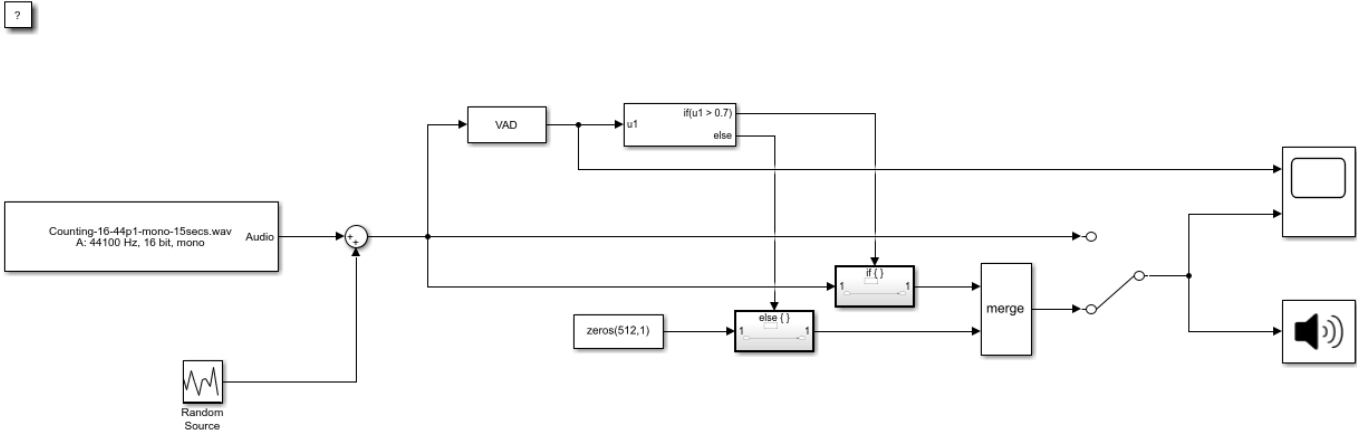 ?
VAD
u1
if(u1 > 0.7)
else
Counting-16-44p1-mono-15secs.wav
A: 44100 Hz, 16 bit, mono
Audio
+
+
if { }
1
1
merge
zeros(512,1)
else { }
1
1
Random
Source